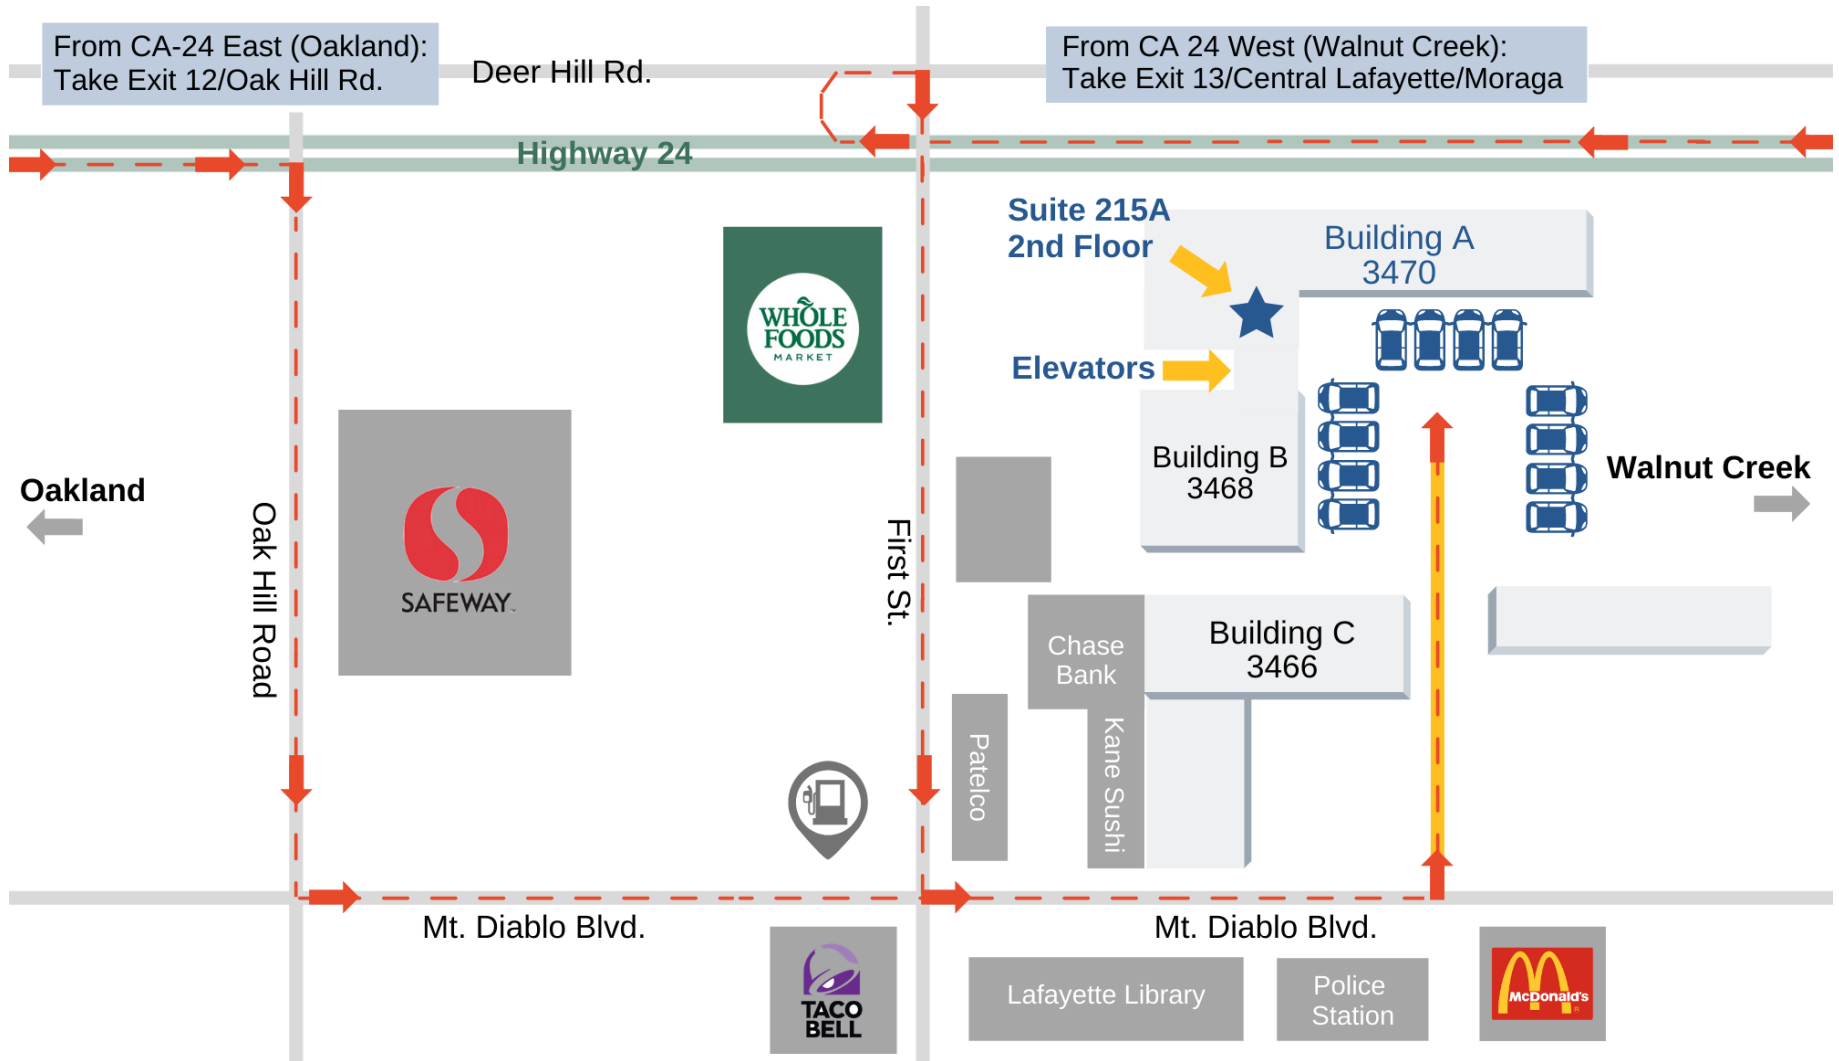 From CA-24 East (Oakland):
Take Exit 12/Oak Hill Rd.
Deer Hill Rd.
From CA 24 West (Walnut Creek):
Take Exit 13/Central Lafayette/Moraga
Highway 24
Suite 215A
2nd Floor
Building A
3470
WHOLE
FOODS
MARKET
Elevators
Building B
3468
Walnut Creek
Oakland
Oak Hill Road
SAFEWAY
First St.
Chase
Bank
Building C
3466
Patelco
Kane Sushi
Mt. Diablo Blvd.
Mt. Diablo Blvd.
TACO
BELL
Lafayette Library
Police
Station
McDonald's